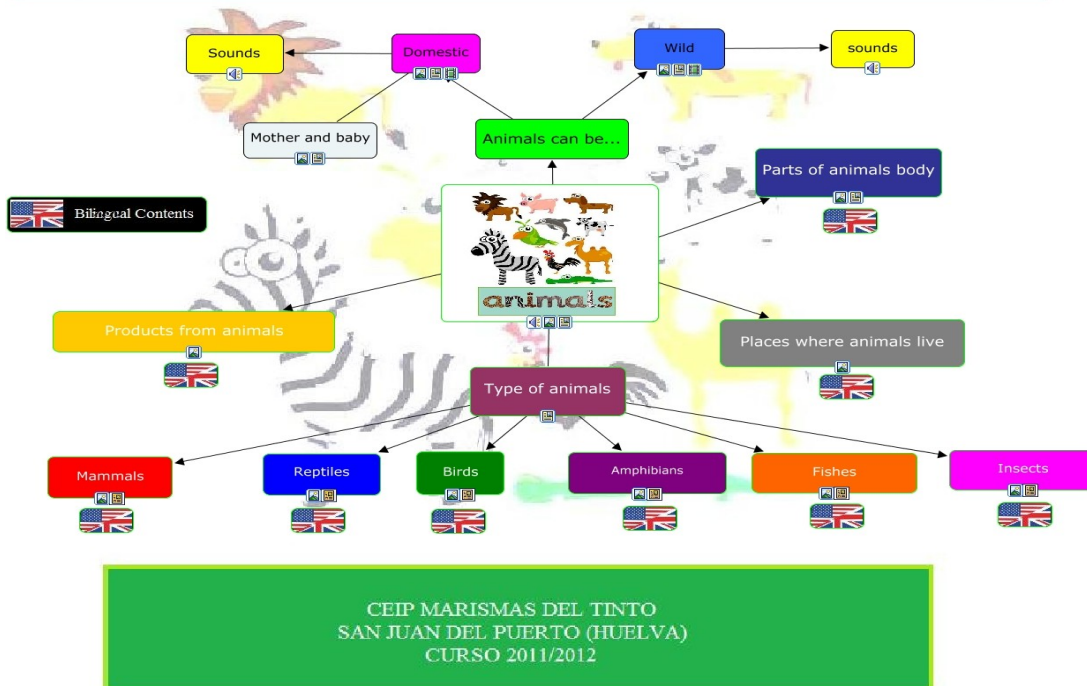 Sounds
Domestic
Wild
sounds
Mother and baby
Animals can be...
Parts of animals body
Bilingual Contents
animals
Products from animals
Places where animals live
Type of animals
Mammals
Reptiles
Birds
Amphibians
Fishes
Insects
CEIP MARISMAS DEL TINTO
SAN JUAN DEL PUERTO (HUELVA)
CURSO 2011/2012